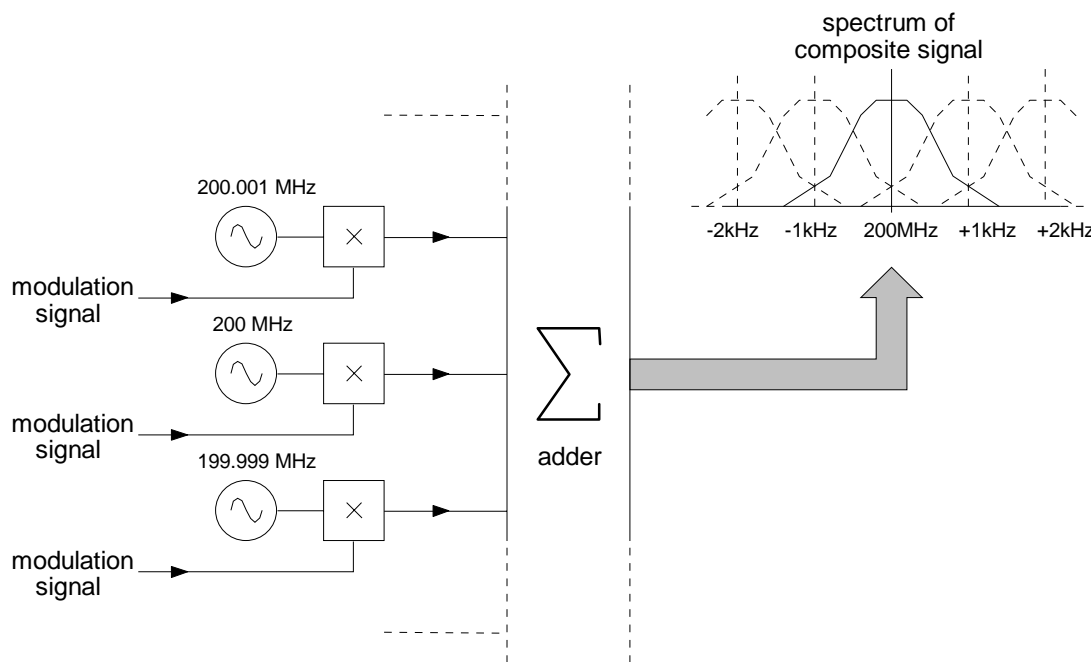 spectrum of
composite signal
-2kHz -1kHz 200MHz +1kHz +2kHz
200.001 MHz
×
modulation
signal
200 MHz
×
modulation
signal
199.999 MHz
×
modulation
signal
Σ
adder